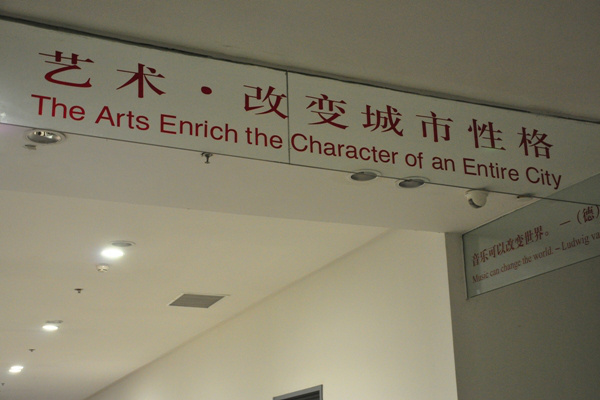 艺术·改变城市性格
The Arts Enrich the Character of an Entire City
音乐可以改变世界。—（德）
Music can change the world. ~ Ludwig va